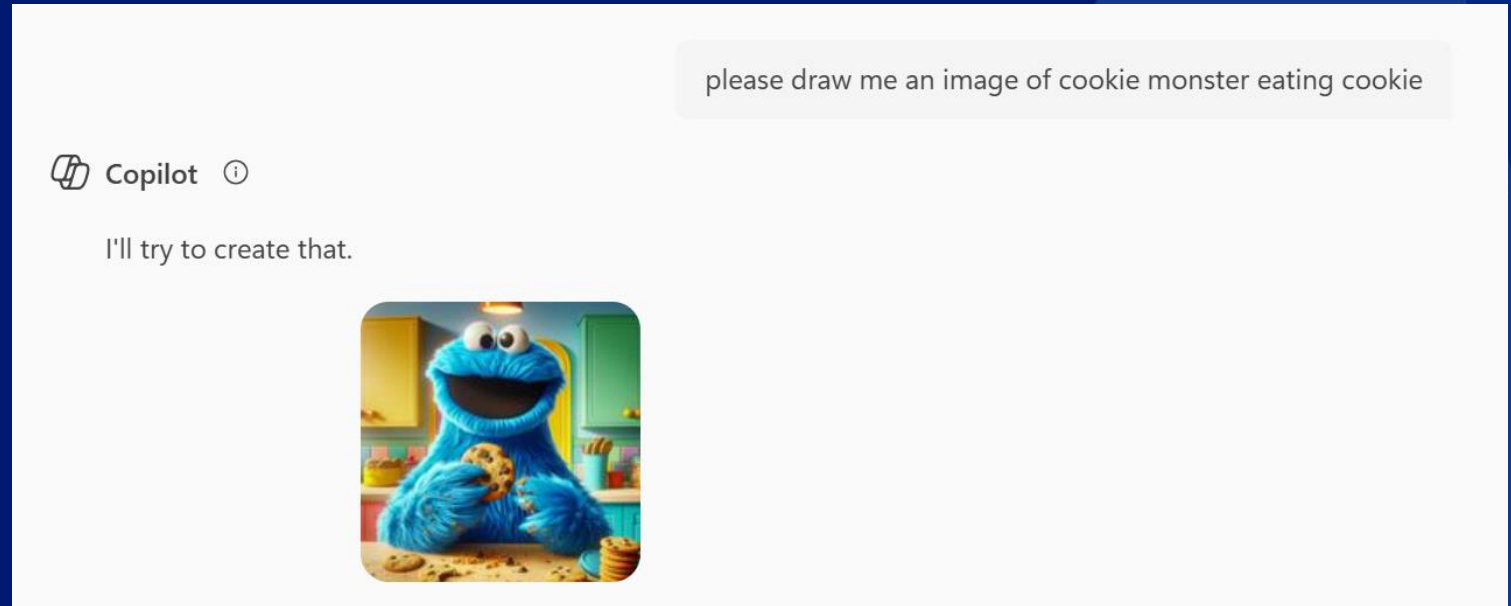 please draw me an image of cookie monster eating cookie
Copilot
I'll try to create that.